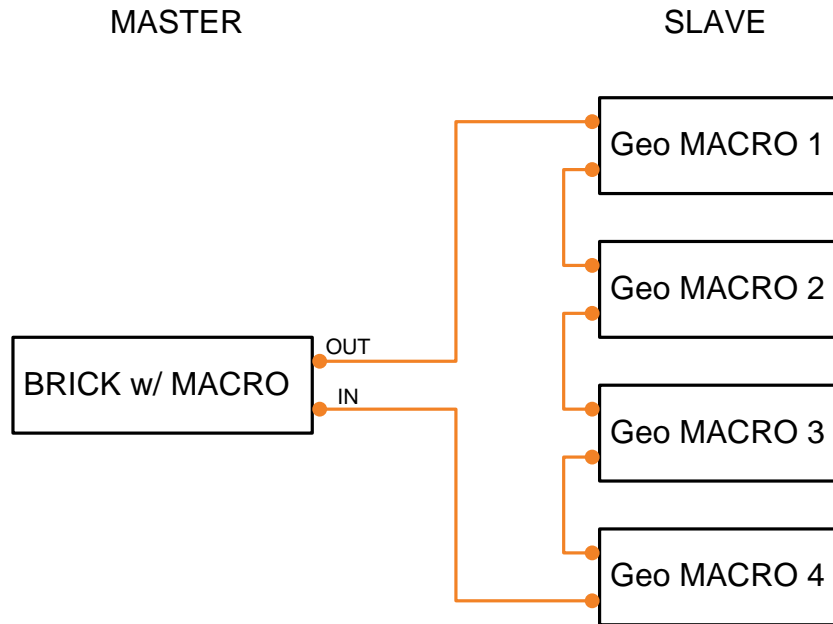 MASTER
SLAVE
Geo MACRO 1
Geo MACRO 2
OUT
BRICK w/ MACRO
IN
Geo MACRO 3
Geo MACRO 4